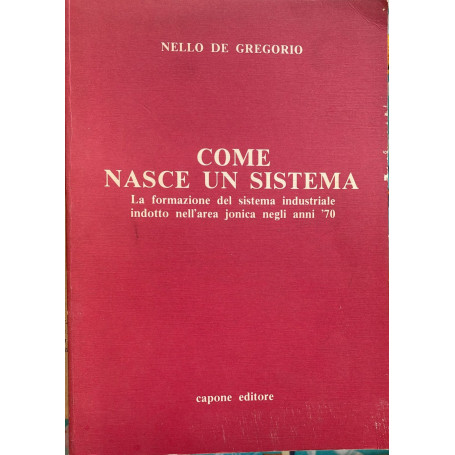 NELLO DE GREGORIO
COME
NASCE UN SISTEMA
La formazione del sistema industriale
indotto nell'area jonica negli anni '70
capone editore